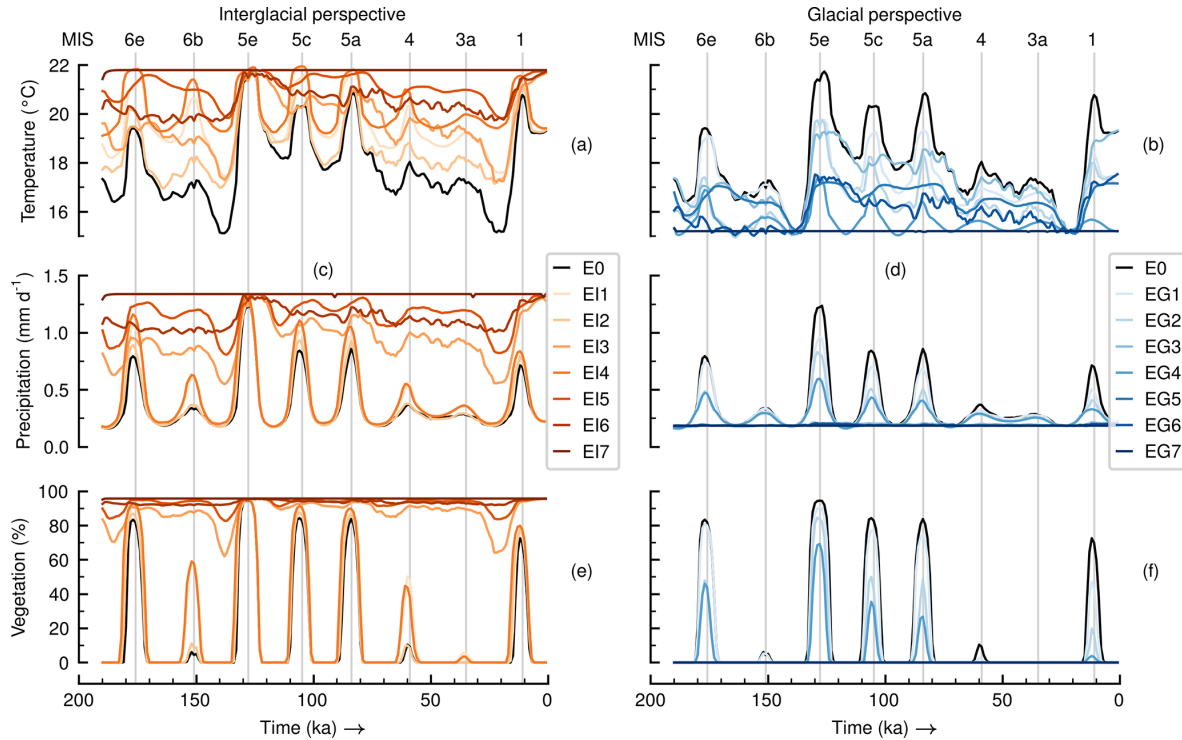 Interglacial perspective
Glacial perspective
MIS 6e 6b 5e 5c 5a 4 3a 1
MIS 6e 6b 5e 5c 5a 4 3a 1
Temperature (°C)
22
20
18
16
(a)
(b)
Precipitation (mm d⁻¹)
1.5
1.0
0.5
0.0
(c)
(d)
E0
EI1
EI2
EI3
EI4
EI5
EI6
EI7
E0
EG1
EG2
EG3
EG4
EG5
EG6
EG7
Vegetation (%)
100
80
60
40
20
0
(e)
(f)
200 150 100 50 0
200 150 100 50 0
Time (ka) →
Time (ka) →